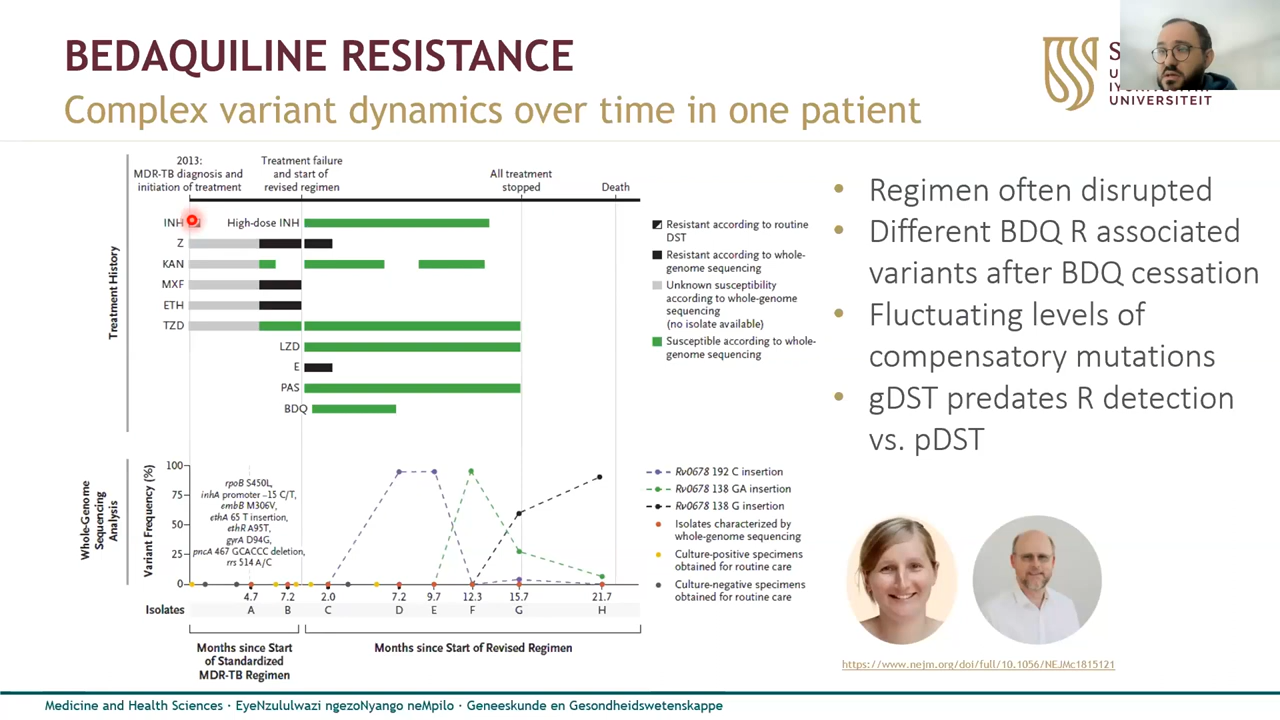 BEDAQUILINE RESISTANCE
Complex variant dynamics over time in one patient
S
U
IY
UNIVERSITEIT
2013:
MDR-TB diagnosis and
initiation of treatment
Treatment failure
and start of
revised regimen
All treatment
stopped
Death
Treatment History
INH
High-dose INH
Z
KAN
MXF
ETH
TZD
LZD
E
PAS
BDQ
Resistant according to routine
DST
Resistant according to whole-
genome sequencing
Unknown susceptibility
according to whole-genome
sequencing
(no isolate available)
Susceptible according to whole-
genome sequencing
Whole-Genome
Sequencing
Analysis
Variant Frequency (%)
100
75
50
25
0
rpoB S450L,
inhA promoter –15 C/T,
embB M306V,
ethA 65 T insertion,
ethR A95T,
gyrA D94G,
pncA 467 GCACCC deletion,
rrs 514 A/C
4.7 7.2 2.0 7.2 9.7 12.3 15.7 21.7
Isolates A B C D E F G H
Months since Start
of Standardized
MDR-TB Regimen
Months since Start of Revised Regimen
Rv0678 192 C insertion
Rv0678 138 GA insertion
Rv0678 138 G insertion
Isolates characterized by
whole-genome sequencing
Culture-positive specimens
obtained for routine care
Culture-negative specimens
obtained for routine care
• Regimen often disrupted
• Different BDQ R associated
variants after BDQ cessation
• Fluctuating levels of
compensatory mutations
• gDST predates R detection
vs. pDST
https://www.nejm.org/doi/full/10.1056/NEJMc1815121
Medicine and Health Sciences · EyeNzululwazi ngezoNyango neMpilo · Geneeskunde en Gesondheidswetenskappe